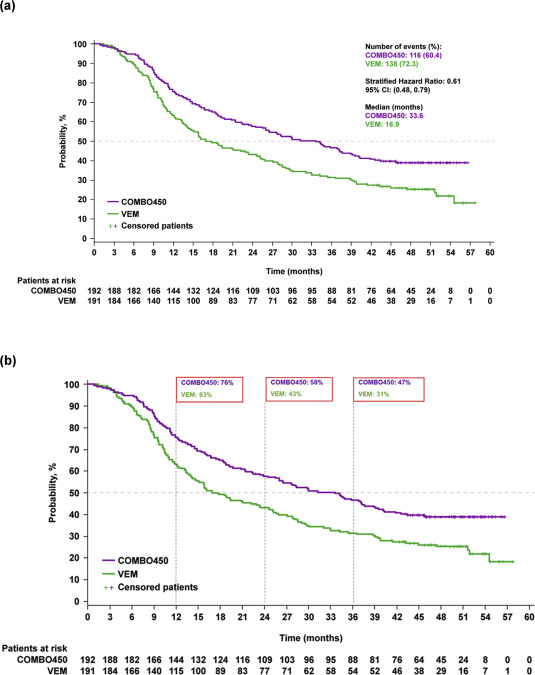 (a)
Number of events (%):
COMBO450: 116 (60.4)
VEM: 138 (72.3)
Stratified Hazard Ratio: 0.61
95% CI: (0.48, 0.79)
Median (months)
COMBO450: 33.6
VEM: 16.9
Probability, %
100
90
80
70
60
50
40
30
20
10
0
COMBO450
VEM
Censored patients
0 3 6 9 12 15 18 21 24 27 30 33 36 39 42 45 48 51 54 57 60
Time (months)
Patients at risk
COMBO450 192 188 182 166 144 132 124 116 109 103 96 95 88 81 76 64 45 24 8 0 0
VEM 191 184 166 140 115 100 89 83 77 71 62 58 54 52 46 38 29 16 7 1 0
(b)
COMBO450: 76%
VEM: 63%
COMBO450: 58%
VEM: 43%
COMBO450: 47%
VEM: 31%
Probability, %
100
90
80
70
60
50
40
30
20
10
0
COMBO450
VEM
Censored patients
0 3 6 9 12 15 18 21 24 27 30 33 36 39 42 45 48 51 54 57 60
Time (months)
Patients at risk
COMBO450 192 188 182 166 144 132 124 116 109 103 96 95 88 81 76 64 45 24 8 0 0
VEM 191 184 166 140 115 100 89 83 77 71 62 58 54 52 46 38 29 16 7 1 0